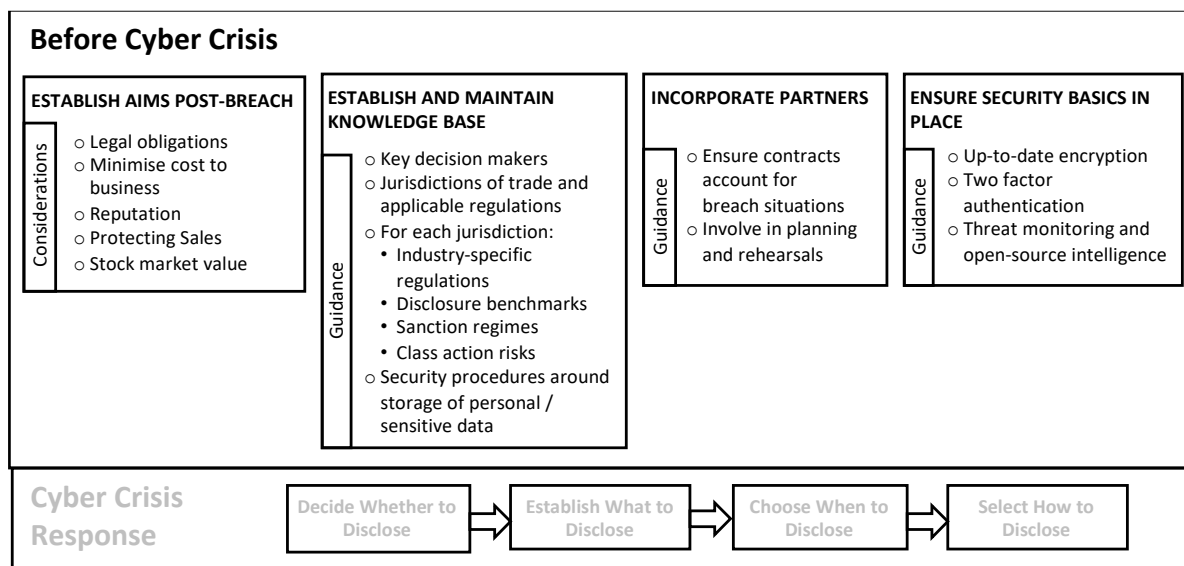 Before Cyber Crisis
ESTABLISH AIMS POST-BREACH
Considerations
○ Legal obligations
○ Minimise cost to
business
○ Reputation
○ Protecting Sales
○ Stock market value
ESTABLISH AND MAINTAIN
KNOWLEDGE BASE
Guidance
○ Key decision makers
○ Jurisdictions of trade and
applicable regulations
○ For each jurisdiction:
• Industry-specific
regulations
• Disclosure benchmarks
• Sanction regimes
• Class action risks
○ Security procedures around
storage of personal /
sensitive data
INCORPORATE PARTNERS
Guidance
○ Ensure contracts
account for
breach situations
○ Involve in planning
and rehearsals
ENSURE SECURITY BASICS IN
PLACE
Guidance
○ Up-to-date encryption
○ Two factor
authentication
○ Threat monitoring and
open-source intelligence
Cyber Crisis
Response
Decide Whether to
Disclose
Establish What to
Disclose
Choose When to
Disclose
Select How to
Disclose